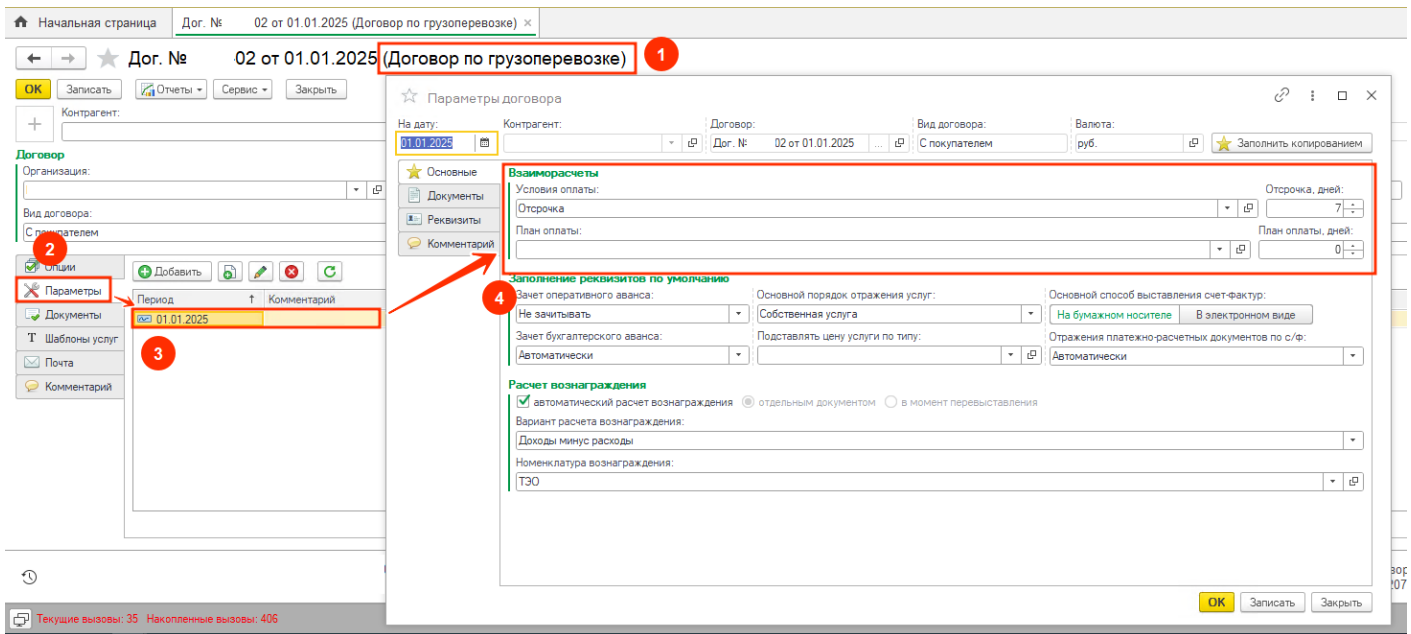 Начальная страница
Дог. № 02 от 01.01.2025 (Договор по грузоперевозке) ×
Дог. № 02 от 01.01.2025 (Договор по грузоперевозке)
1
ОК Записать Отчеты Сервис Закрыть
Контрагент:
Договор
Организация:
Вид договора:
С покупателем
2
Опции
Параметры
Документы
Шаблоны услуг
Почта
Комментарий
Добавить
Период ↑ Комментарий
01.01.2025
3
Текущие вызовы: 35 Накопленные вызовы: 406
Параметры договора
На дату: Контрагент: Договор: Вид договора: Валюта:
01.01.2025 Дог. № 02 от 01.01.2025 ... С покупателем руб. Заполнить копированием
Основные
Документы
Реквизиты
Комментарий
Взаиморасчеты
Условия оплаты: Отсрочка, дней:
Отсрочка 7
План оплаты: План оплаты, дней:
0
4
Заполнение реквизитов по умолчанию
Зачет оперативного аванса: Основной порядок отражения услуг: Основной способ выставления счет-фактур:
Не зачитывать Собственная услуга На бумажном носителе В электронном виде
Зачет бухгалтерского аванса: Подставлять цену услуги по типу: Отражения платежно-расчетных документов по с/ф:
Автоматически Автоматически
Расчет вознаграждения
автоматический расчет вознаграждения отдельным документом в момент перевыставления
Вариант расчета вознаграждения:
Доходы минус расходы
Номенклатура вознаграждения:
ТЭО
ОК Записать Закрыть